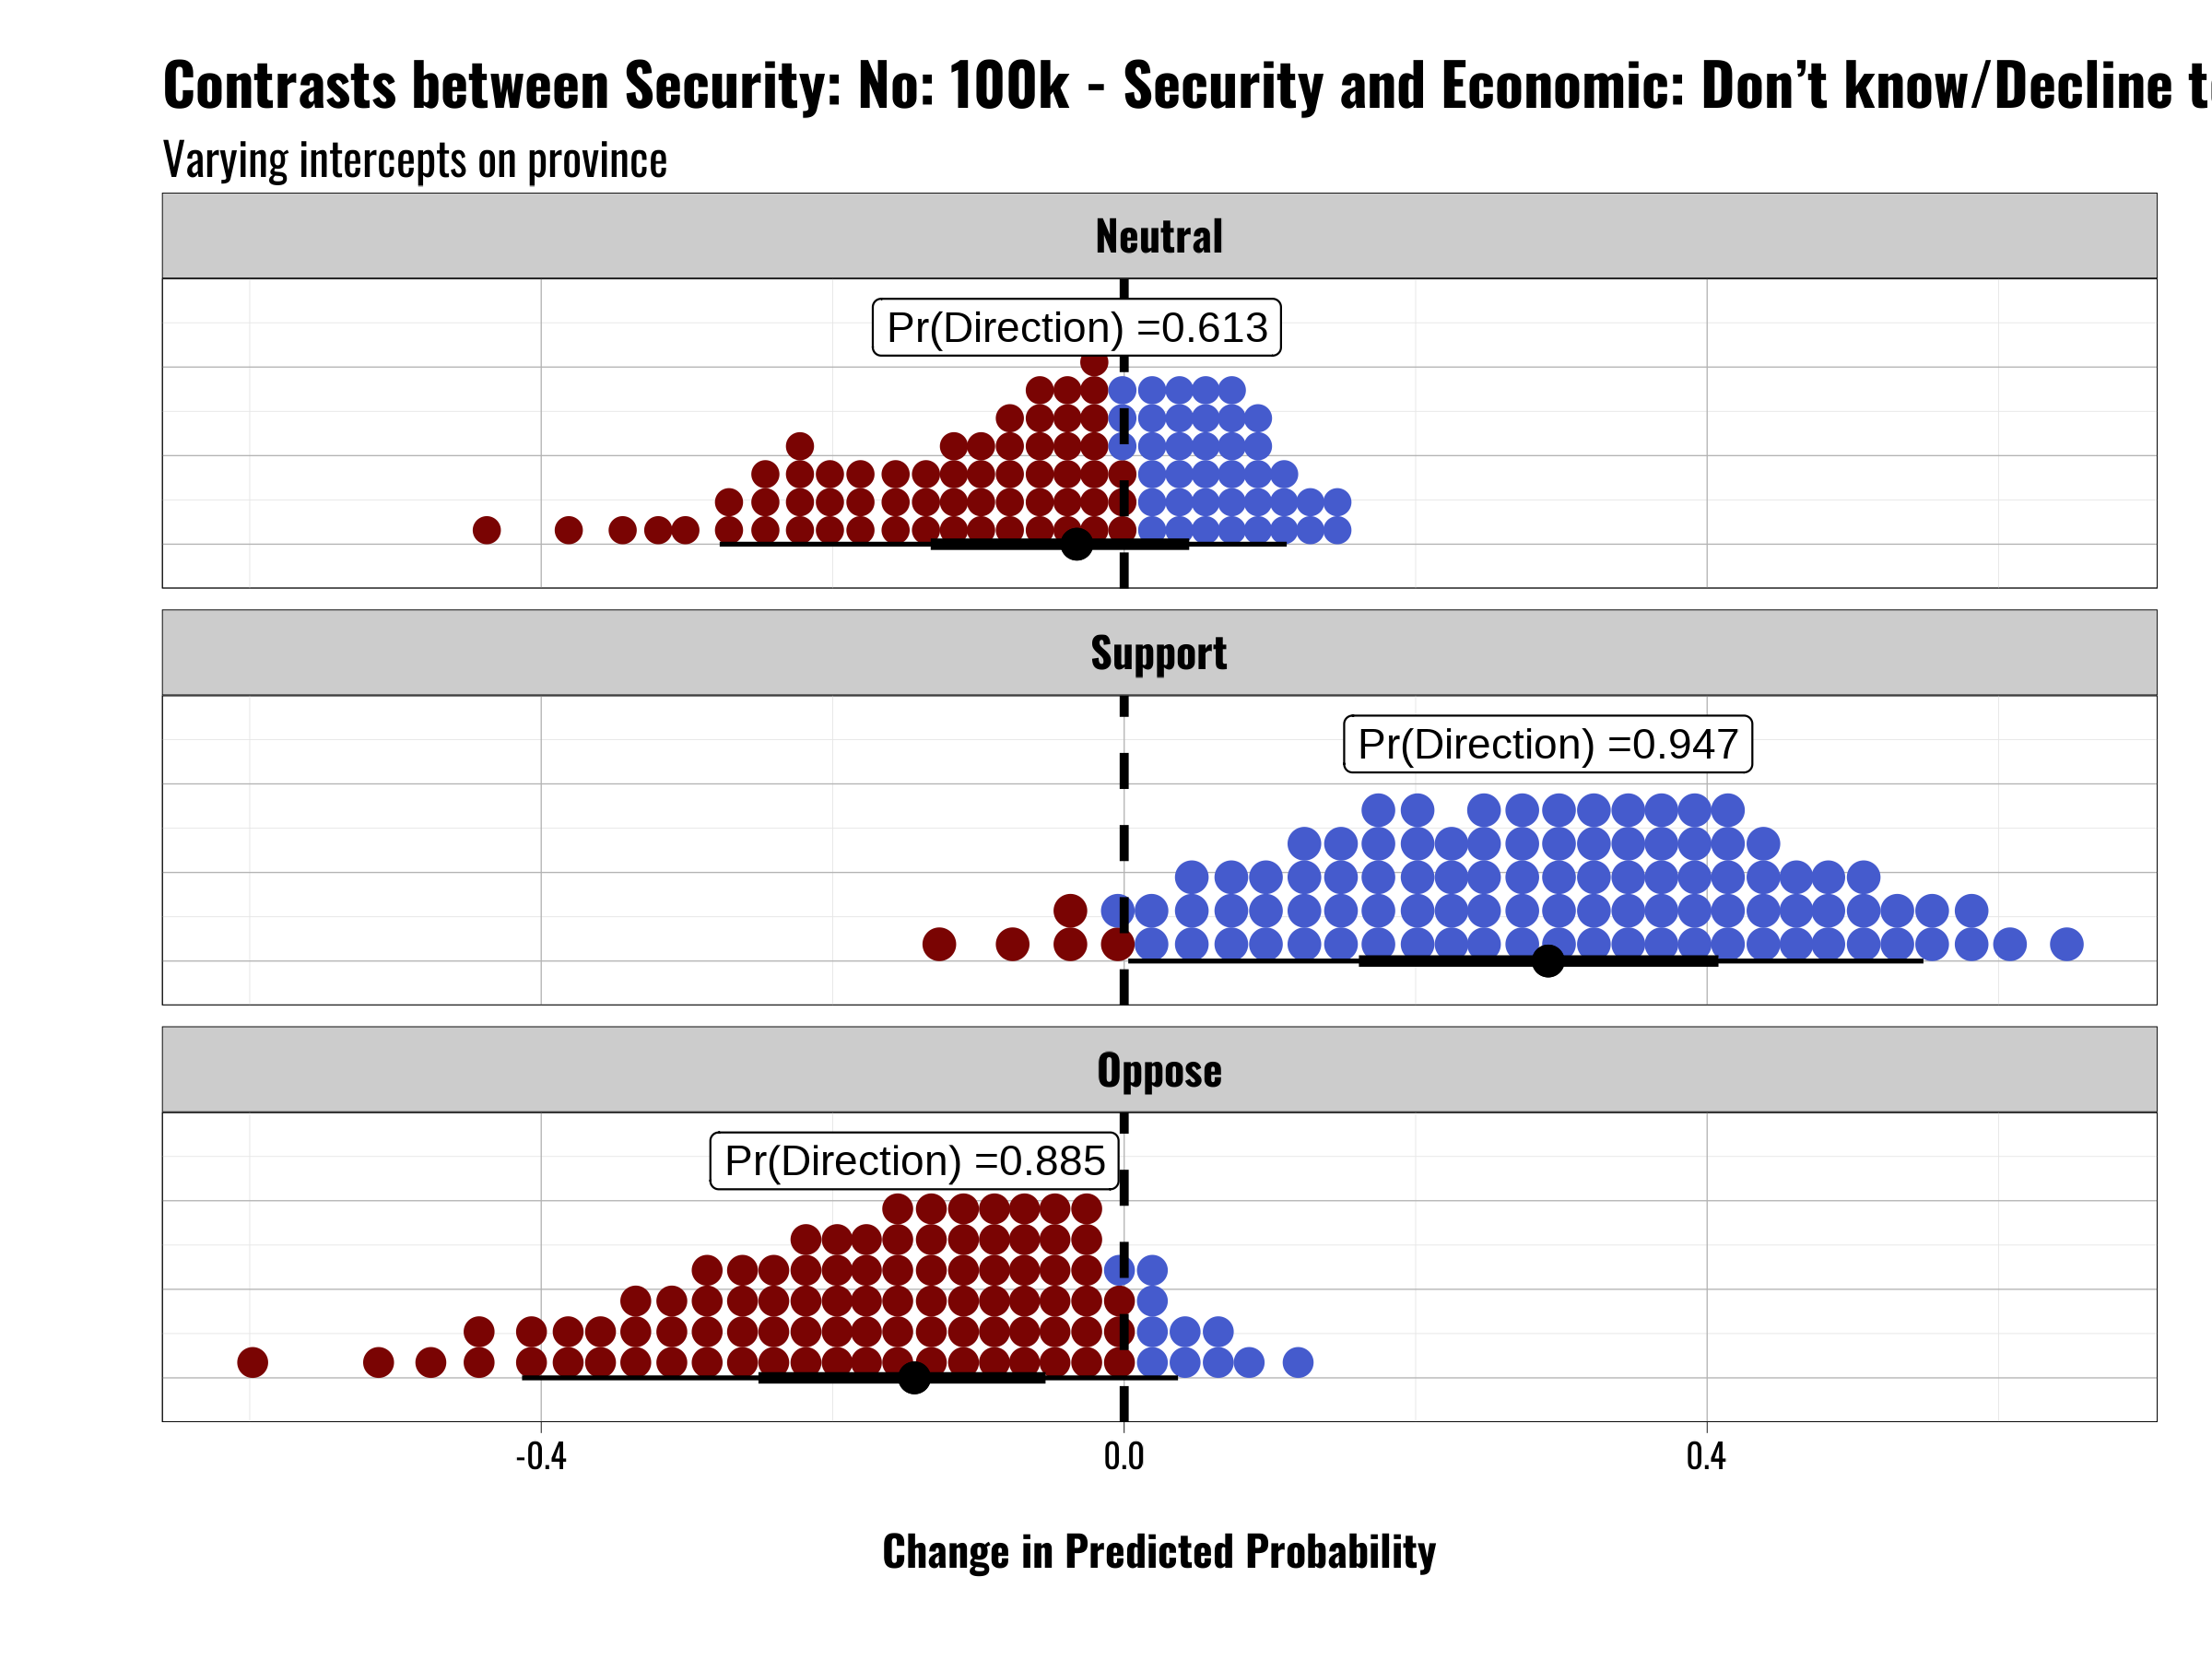 Contrasts between Security: No: 100k - Security and Economic: Don’t know/Decline
Varying intercepts on province
Neutral
Pr(Direction) =0.613
Support
Pr(Direction) =0.947
Oppose
Pr(Direction) =0.885
-0.4 0.0 0.4
Change in Predicted Probability